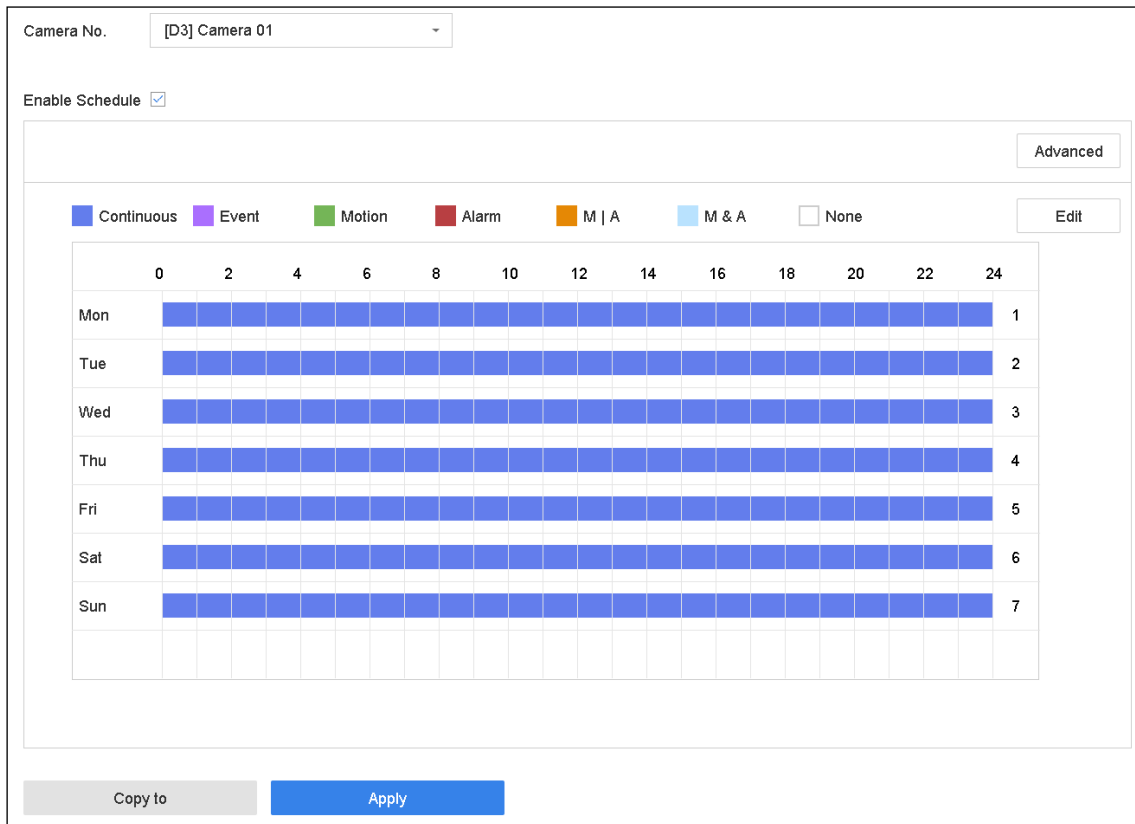 Camera No. [D3] Camera 01
Enable Schedule
Advanced
Continuous Event Motion Alarm M | A M & A None Edit
0 2 4 6 8 10 12 14 16 18 20 22 24
Mon 1
Tue 2
Wed 3
Thu 4
Fri 5
Sat 6
Sun 7
Copy to Apply